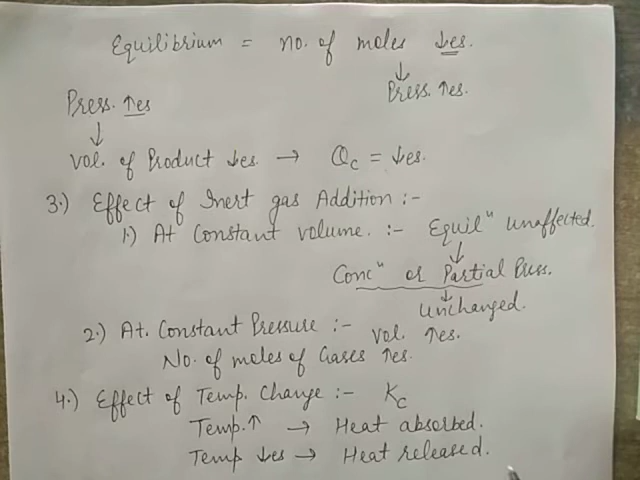 Equilibrium = no. of moles ↓es.
↓
Press. ↑es.
Press. ↑es
↓
Vol. of Product ↓es. → Qc = ↓es.
3.) Effect of Inert gas Addition :-
1.) At Constant volume. :- Equilⁿ unaffected.
↓
Concⁿ or Partial Press.
↓
Unchanged.
2.) At. Constant Pressure :- Vol. ↑es.
No. of moles of Gases ↑es.
4.) Effect of Temp. Change :- Kc
Temp. ↑ → Heat absorbed.
Temp ↓es → Heat released.